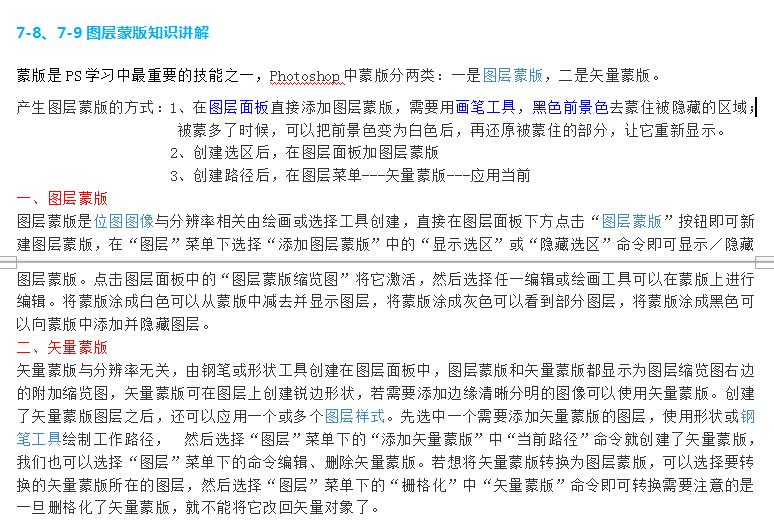 7-8、7-9 图层蒙版知识讲解
蒙版是PS学习中最重要的技能之一，Photoshop中蒙版分两类：一是图层蒙版，二是矢量蒙版。
产生图层蒙版的方式：1、在图层面板直接添加图层蒙版，需要用画笔工具，黑色前景色去蒙住被隐藏的区域；
被蒙多了时候，可以把前景色变为白色后，再还原被蒙住的部分，让它重新显示。
2、创建选区后，在图层面板加图层蒙版
3、创建路径后，在图层菜单---矢量蒙版---应用当前
一、图层蒙版
图层蒙版是位图图像与分辨率相关由绘画或选择工具创建，直接在图层面板下方点击“图层蒙版”按钮即可新
建图层蒙版，在“图层”菜单下选择“添加图层蒙版”中的“显示选区”或“隐藏选区”命令即可显示／隐藏
图层蒙版。点击图层面板中的“图层蒙版缩览图”将它激活，然后选择任一编辑或绘画工具可以在蒙版上进行
编辑。将蒙版涂成白色可以从蒙版中减去并显示图层，将蒙版涂成灰色可以看到部分图层，将蒙版涂成黑色可
以向蒙版中添加并隐藏图层。
二、矢量蒙版
矢量蒙版与分辨率无关，由钢笔或形状工具创建在图层面板中，图层蒙版和矢量蒙版都显示为图层缩览图右边
的附加缩览图，矢量蒙版可在图层上创建锐边形状，若需要添加边缘清晰分明的图像可以使用矢量蒙版。创建
了矢量蒙版图层之后，还可以应用一个或多个图层样式。先选中一个需要添加矢量蒙版的图层，使用形状或钢
笔工具绘制工作路径， 然后选择“图层”菜单下的“添加矢量蒙版”中“当前路径”命令就创建了矢量蒙版，
我们也可以选择“图层”菜单下的命令编辑、删除矢量蒙版。若想将矢量蒙版转换为图层蒙版，可以选择要转
换的矢量蒙版所在的图层，然后选择“图层”菜单下的“栅格化”中“矢量蒙版”命令即可转换需要注意的是
一旦删格化了矢量蒙版，就不能将它改回矢量对象了。